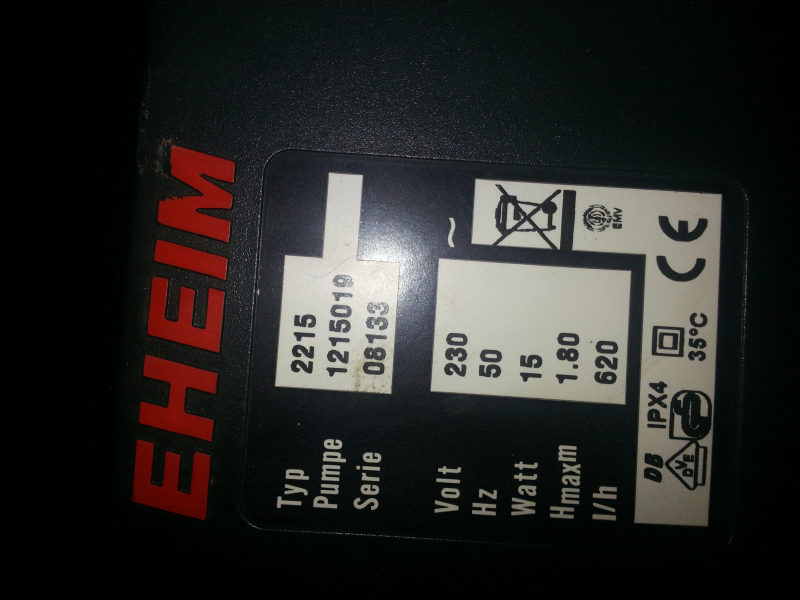 EHEIM
Typ 2215
Pumpe 1215019
Serie 08133
Volt 230 ~
Hz 50
Watt 15
Hmaxm 1.80
l/h 620
DB IPX4
DVE 35°C
EMV
CE